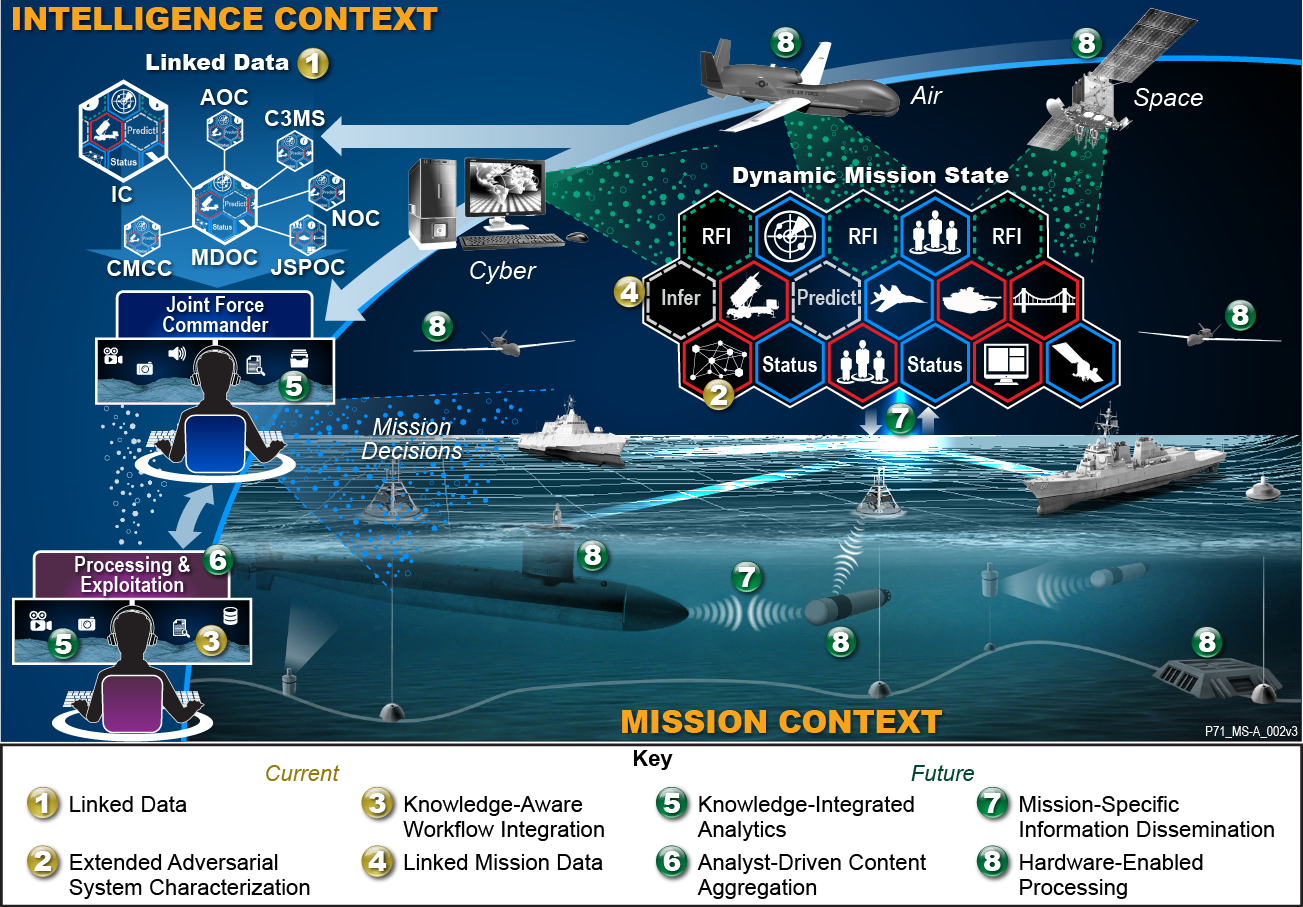 INTELLIGENCE CONTEXT
Linked Data 1
AOC
C3MS
Predict
Status
IC
Predict
Status
NOC
CMCC
MDOC
JSPOC
Joint Force
Commander
5
Processing &
Exploitation
6
5
3
8
Air
8
Space
Cyber
Dynamic Mission State
RFI
RFI
RFI
4
Infer
Predict
2
Status
Status
7
8
8
Mission
Decisions
8
7
8
8
MISSION CONTEXT
P71_MS-A_002v3
Key
Current
Future
1 Linked Data
2 Extended Adversarial
System Characterization
3 Knowledge-Aware
Workflow Integration
4 Linked Mission Data
5 Knowledge-Integrated
Analytics
6 Analyst-Driven Content
Aggregation
7 Mission-Specific
Information Dissemination
8 Hardware-Enabled
Processing